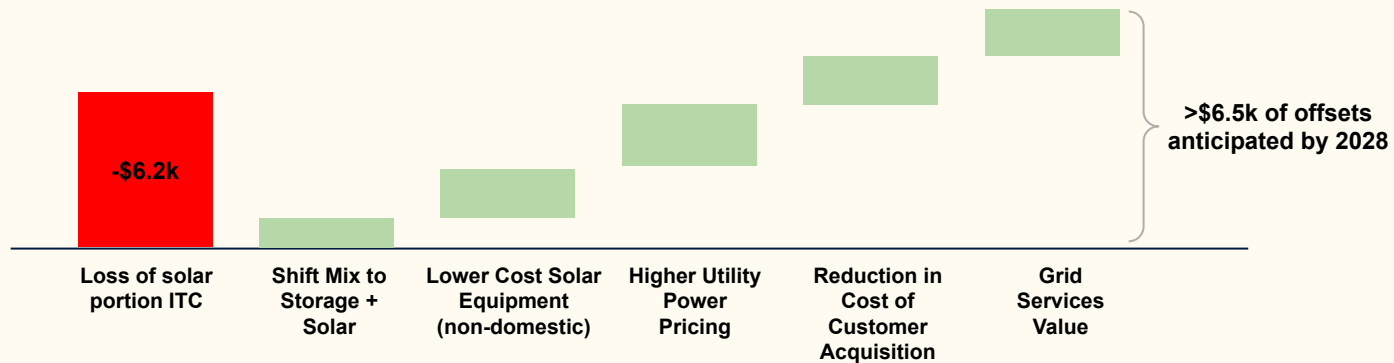 -$6.2k
>$6.5k of offsets
anticipated by 2028
Loss of solar
portion ITC
Shift Mix to
Storage +
Solar
Lower Cost Solar
Equipment
(non-domestic)
Higher Utility
Power
Pricing
Reduction in
Cost of
Customer
Acquisition
Grid
Services
Value